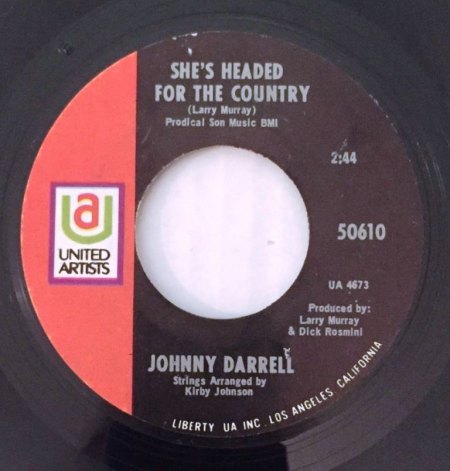 SHE'S HEADED
FOR THE COUNTRY
(Larry Murray)
Prodical Son Music BMI
2:44
ua
UNITED
ARTISTS
50610
UA 4673
Produced by:
Larry Murray
& Dick Rosmini
JOHNNY DARRELL
Strings Arranged by
Kirby Johnson
LIBERTY UA INC. LOS ANGELES, CALIFORNIA